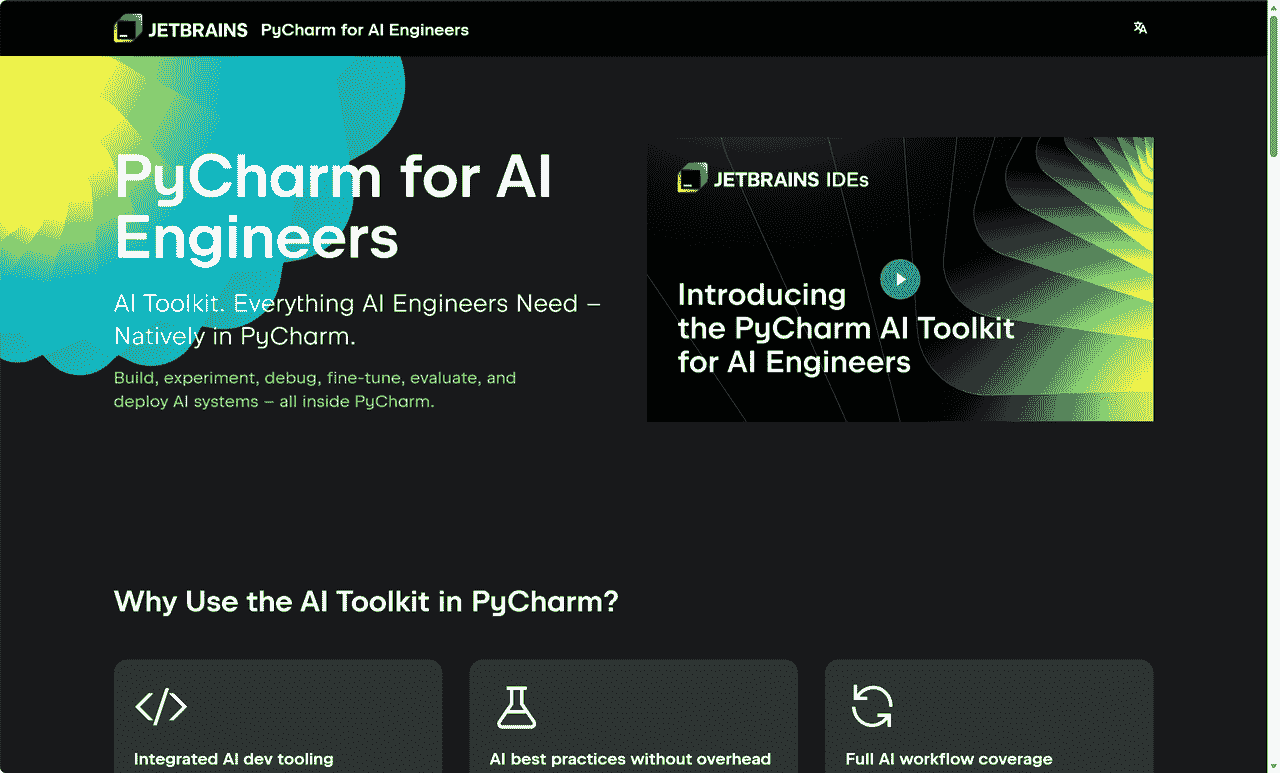 JETBRAINS PyCharm for AI Engineers
PyCharm for AI
Engineers
AI Toolkit. Everything AI Engineers Need –
Natively in PyCharm.
Build, experiment, debug, fine-tune, evaluate, and
deploy AI systems – all inside PyCharm.
JETBRAINS IDEs
Introducing
the PyCharm AI Toolkit
for AI Engineers
Why Use the AI Toolkit in PyCharm?
Integrated AI dev tooling
AI best practices without overhead
Full AI workflow coverage